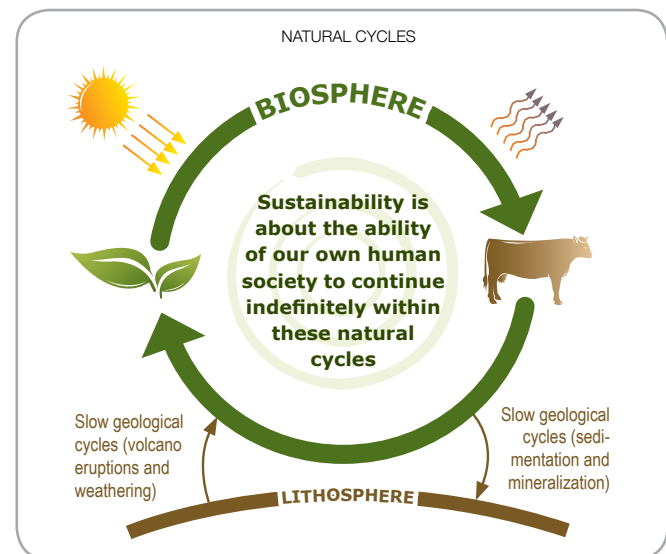 NATURAL CYCLES
BIOSPHERE
Sustainability is
about the ability
of our own human
society to continue
indefinitely within
these natural
cycles
Slow geological
cycles (volcano
eruptions and
weathering)
Slow geological
cycles (sedi-
mentation and
mineralization)
LITHOSPHERE